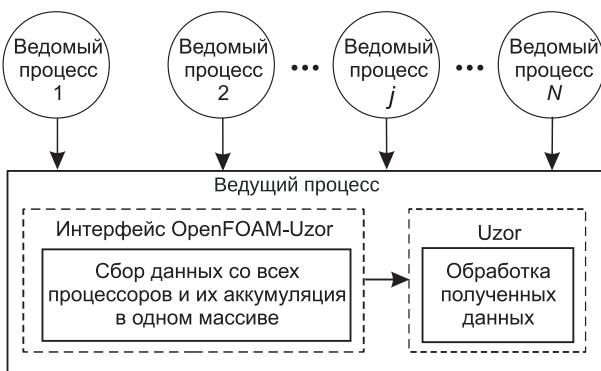 Ведомый
процесс
1
Ведомый
процесс
2
•••
Ведомый
процесс
j
•••
Ведомый
процесс
N
Ведущий процесс
Интерфейс OpenFOAM-Uzor
Сбор данных со всех
процессоров и их аккумуляция
в одном массиве
Uzor
Обработка
полученных
данных